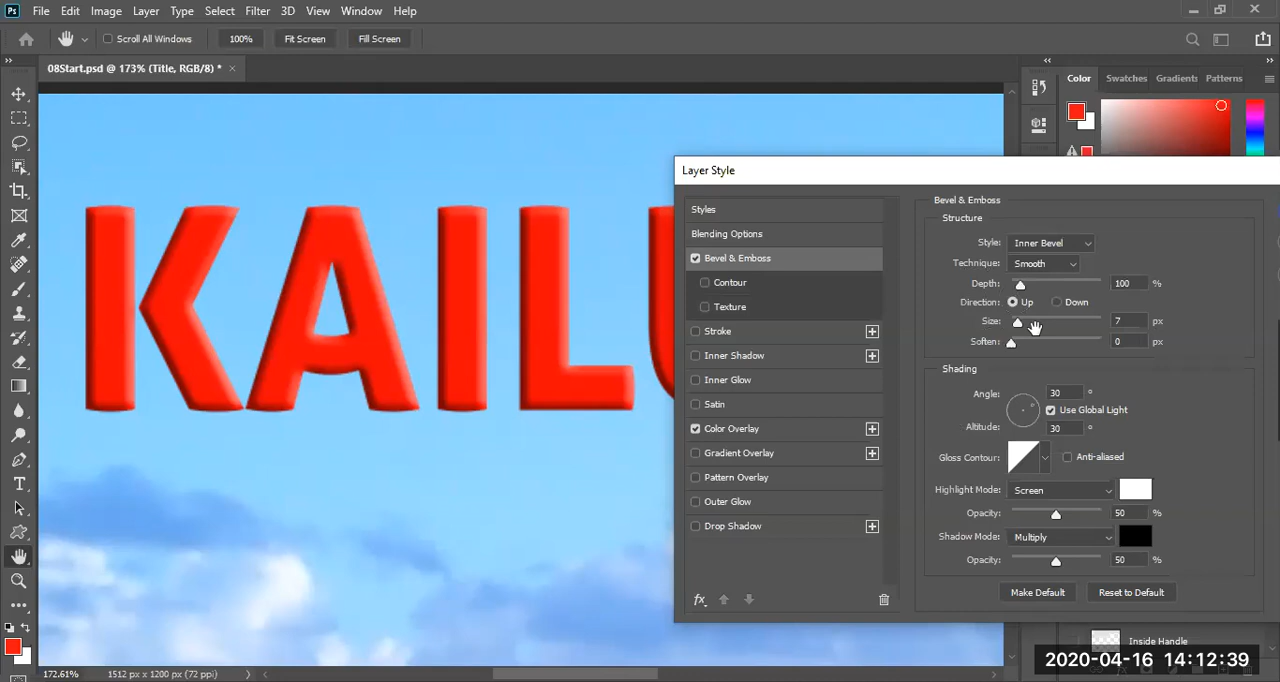 Ps File Edit Image Layer Type Select Filter 3D View Window Help
Scroll All Windows 100% Fit Screen Fill Screen
08Start.psd @ 173% (Title, RGB/8) * ×
Color Swatches Gradients Patterns
KAILU
Layer Style
Styles
Blending Options
Bevel & Emboss
Contour
Texture
Stroke
Inner Shadow
Inner Glow
Satin
Color Overlay
Gradient Overlay
Pattern Overlay
Outer Glow
Drop Shadow
fx
Bevel & Emboss
Structure
Style: Inner Bevel
Technique: Smooth
Depth: 100 %
Direction: Up Down
Size: 7 px
Soften: 0 px
Shading
Angle: 30 °
Use Global Light
Altitude: 30 °
Gloss Contour: Anti-aliased
Highlight Mode: Screen
Opacity: 50 %
Shadow Mode: Multiply
Opacity: 50 %
Make Default Reset to Default
Inside Handle
172.61% 1512 px x 1200 px (72 ppi)
2020-04-16 14:12:39